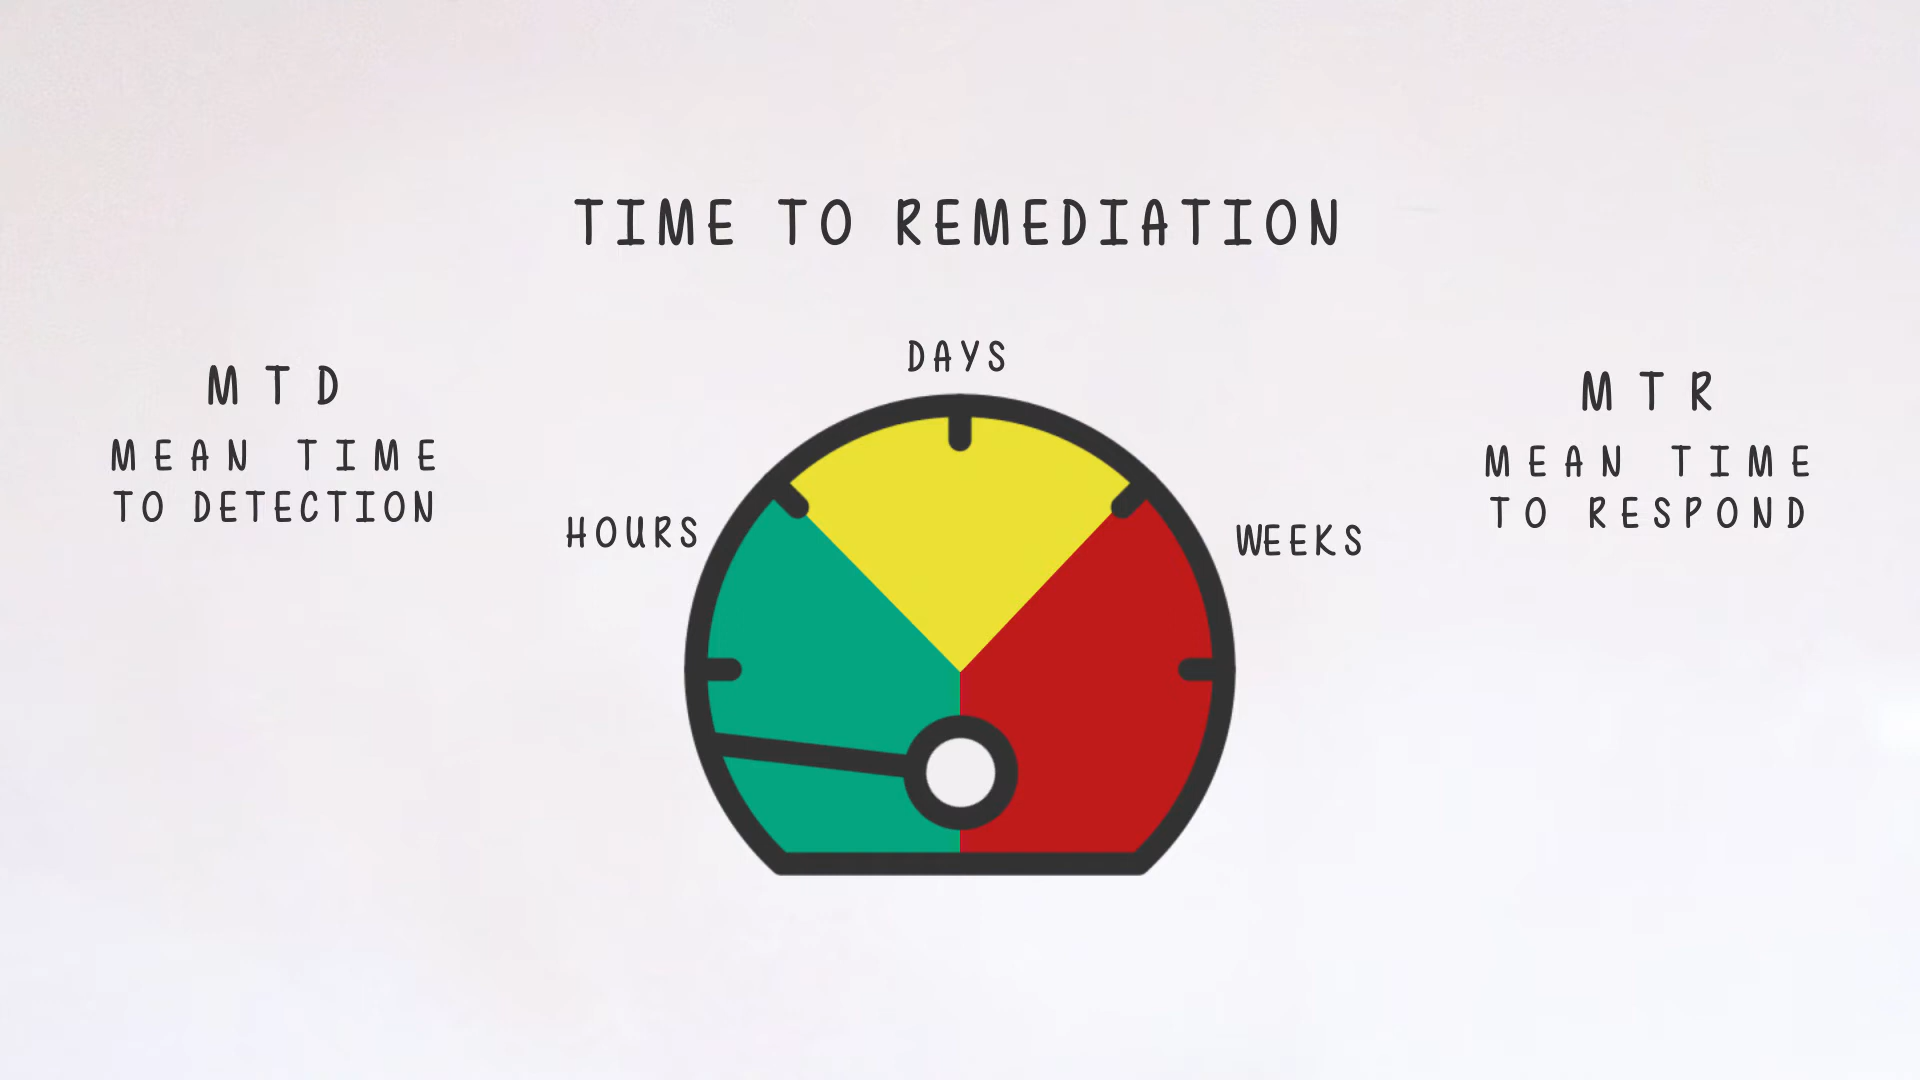 TIME TO REMEDIATION
DAYS
MTD
MEAN TIME
TO DETECTION
HOURS
WEEKS
MTR
MEAN TIME
TO RESPOND